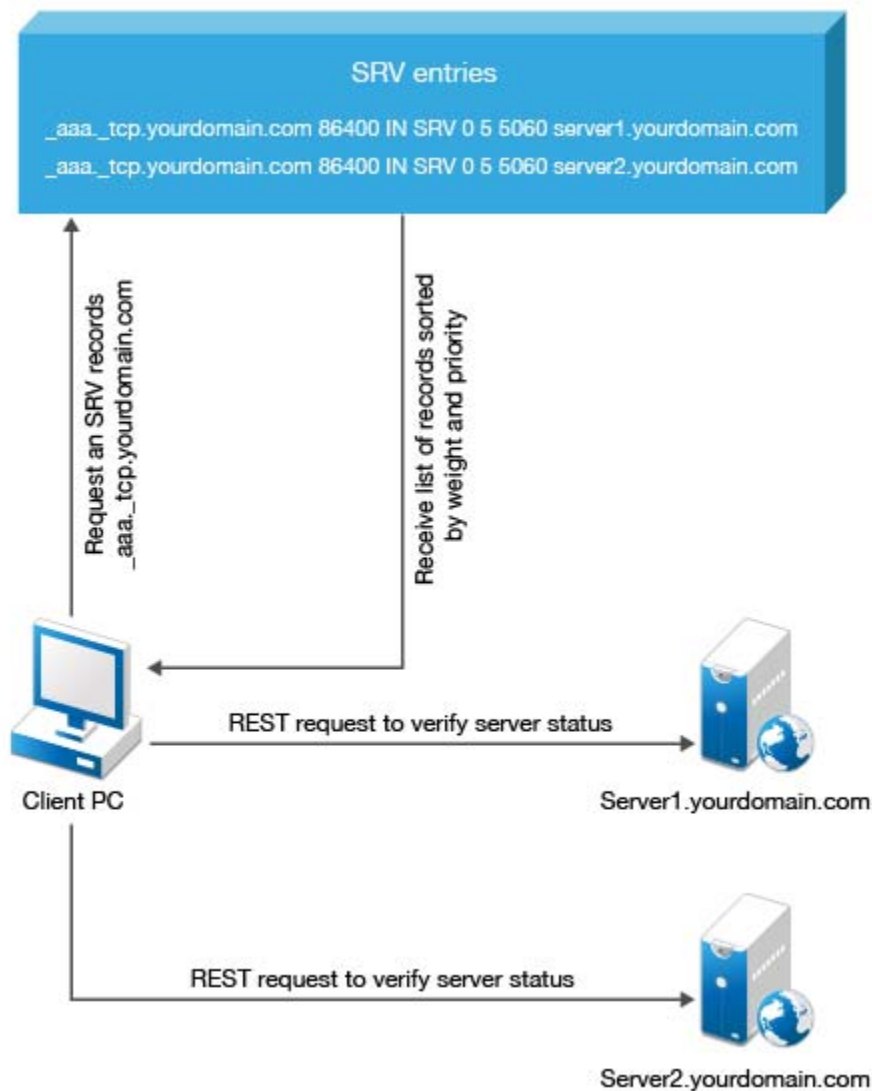 SRV entries
_aaa._tcp.yourdomain.com 86400 IN SRV 0 5 5060 server1.yourdomain.com
_aaa._tcp.yourdomain.com 86400 IN SRV 0 5 5060 server2.yourdomain.com
Request an SRV records
_aaa._tcp.yourdomain.com
Receive list of records sorted
by weight and priority
REST request to verify server status
Client PC
Server1.yourdomain.com
REST request to verify server status
Server2.yourdomain.com